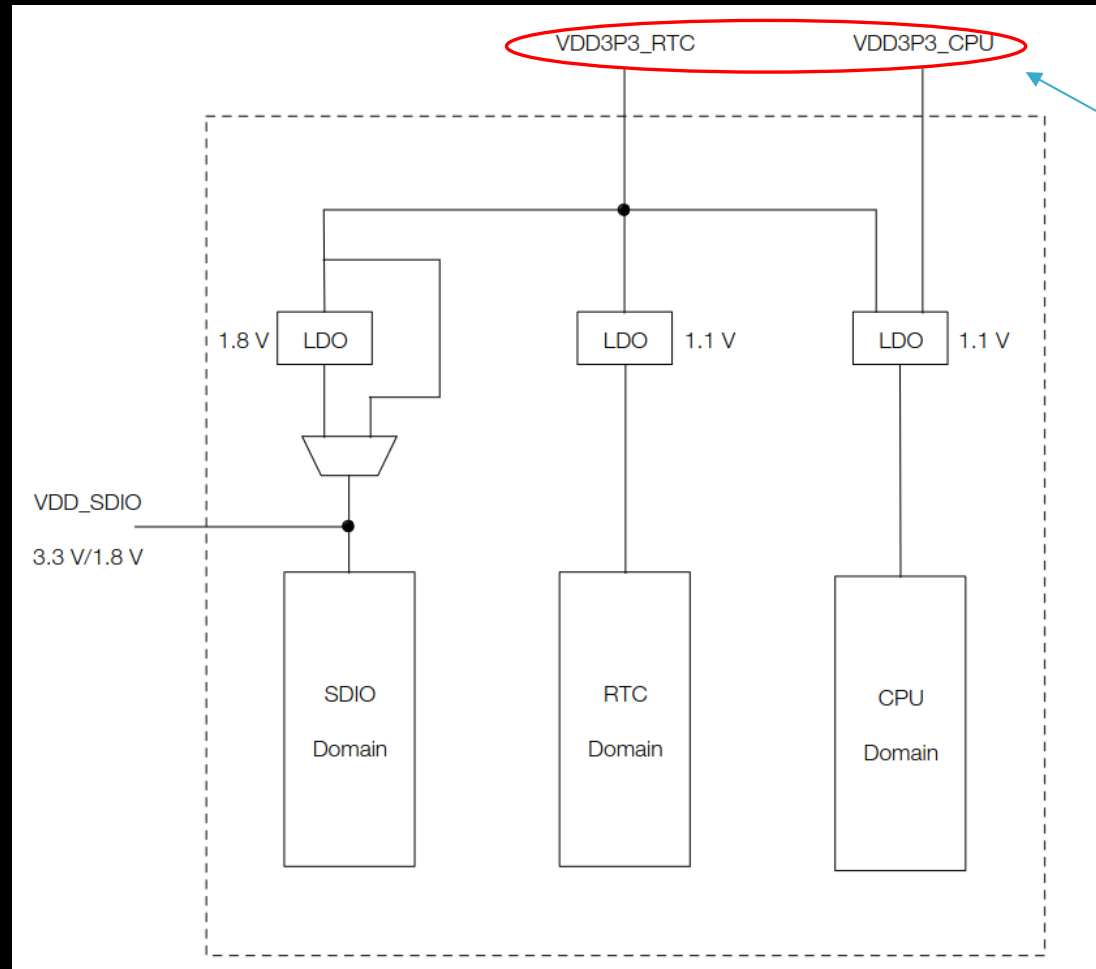 VDD3P3_RTC
VDD3P3_CPU
1.8 V
LDO
LDO
1.1 V
LDO
1.1 V
VDD_SDIO
3.3 V/1.8 V
SDIO
Domain
RTC
Domain
CPU
Domain